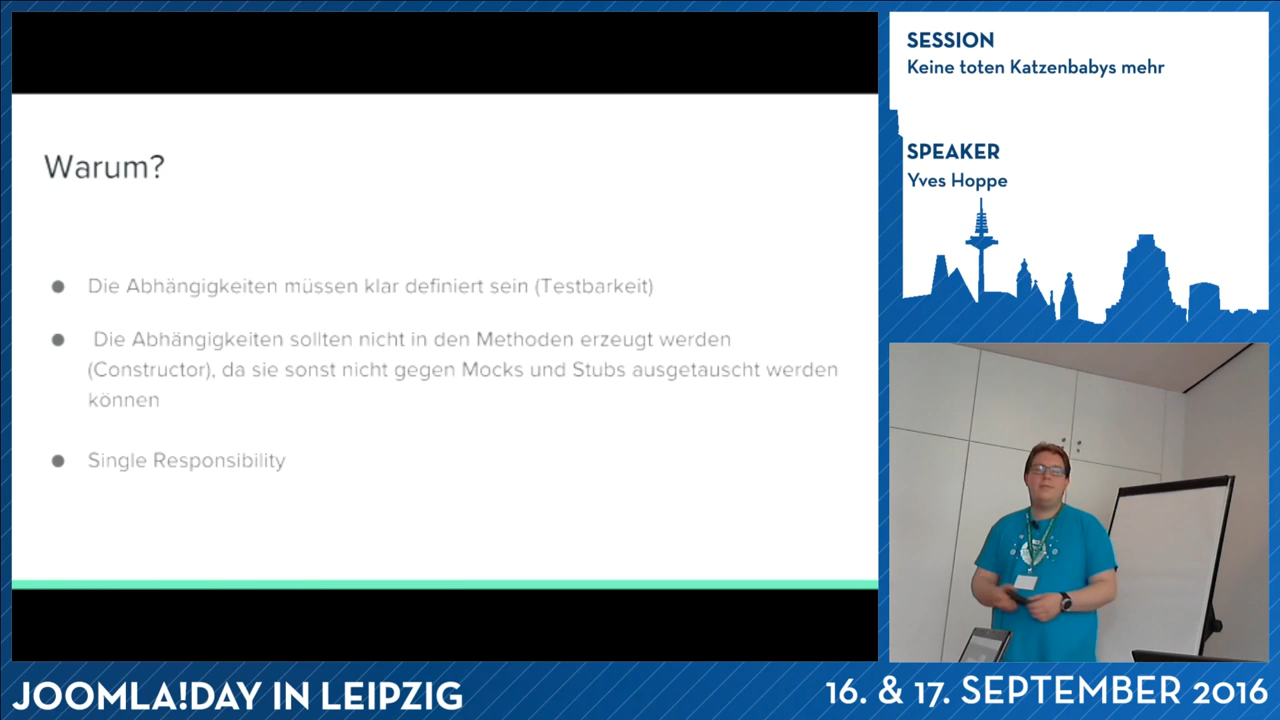 Warum?
● Die Abhängigkeiten müssen klar definiert sein (Testbarkeit)
● Die Abhängigkeiten sollten nicht in den Methoden erzeugt werden
(Constructor), da sie sonst nicht gegen Mocks und Stubs ausgetauscht werden
können
● Single Responsibility
SESSION
Keine toten Katzenbabys mehr
SPEAKER
Yves Hoppe
JOOMLA!DAY IN LEIPZIG
16. & 17. SEPTEMBER 2016